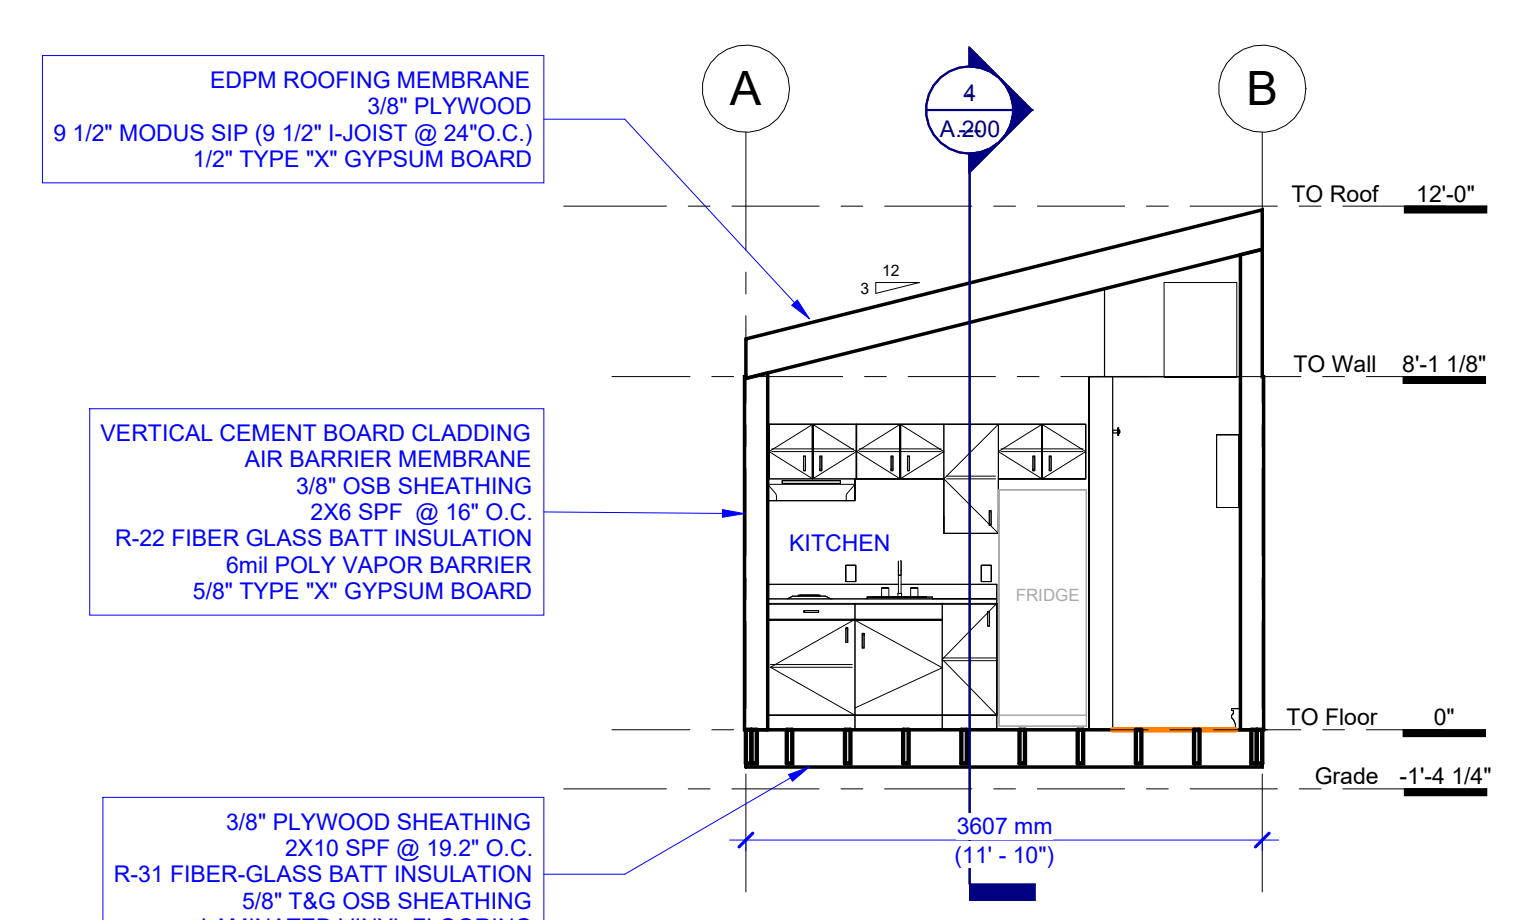 EDPM ROOFING MEMBRANE
3/8" PLYWOOD
9 1/2" MODUS SIP (9 1/2" I-JOIST @ 24"O.C.)
1/2" TYPE "X" GYPSUM BOARD
A
4
A.200
B
TO Roof 12'-0"
12
3
TO Wall 8'-1 1/8"
VERTICAL CEMENT BOARD CLADDING
AIR BARRIER MEMBRANE
3/8" OSB SHEATHING
2X6 SPF @ 16" O.C.
R-22 FIBER GLASS BATT INSULATION
6mil POLY VAPOR BARRIER
5/8" TYPE "X" GYPSUM BOARD
KITCHEN
FRIDGE
TO Floor 0"
Grade -1'-4 1/4"
3/8" PLYWOOD SHEATHING
2X10 SPF @ 19.2" O.C.
R-31 FIBER-GLASS BATT INSULATION
5/8" T&G OSB SHEATHING
LAMINATED VINYL FLOORING
3607 mm
(11' - 10")